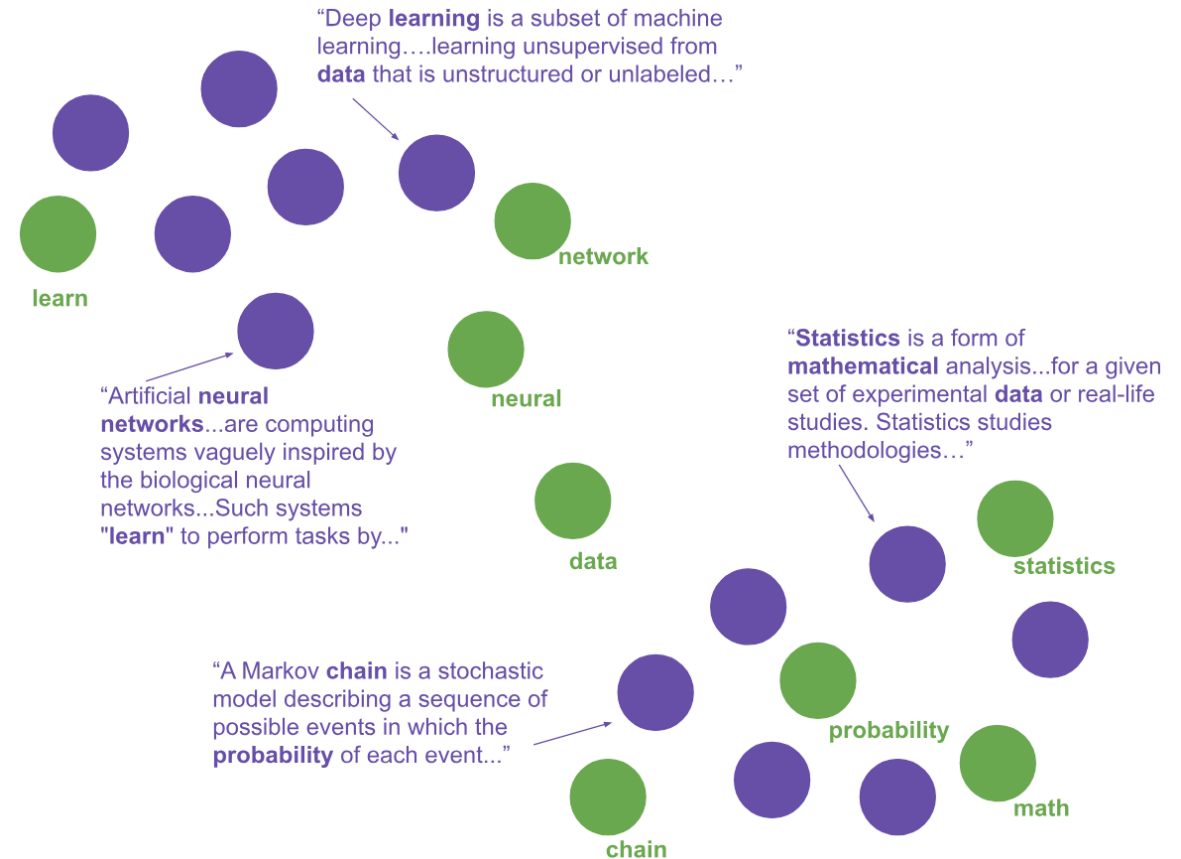 “Deep learning is a subset of machine
learning….learning unsupervised from
data that is unstructured or unlabeled…”
network
learn
“Statistics is a form of
mathematical analysis...for a given
set of experimental data or real-life
studies. Statistics studies
methodologies…”
neural
“Artificial neural
networks...are computing
systems vaguely inspired by
the biological neural
networks...Such systems
"learn" to perform tasks by..."
data
statistics
“A Markov chain is a stochastic
model describing a sequence of
possible events in which the
probability of each event...”
probability
math
chain